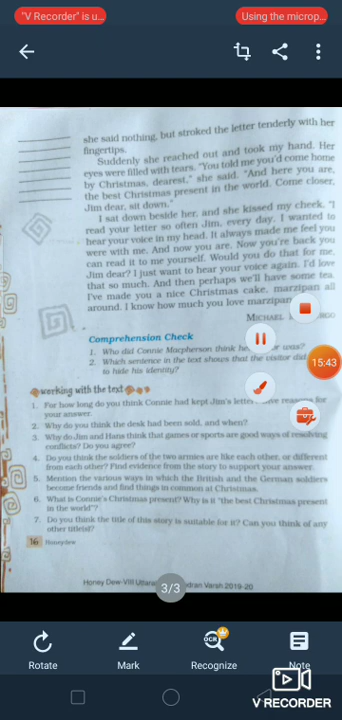 "V Recorder" is u...
Using the microp...
she said nothing, but stroked the letter tenderly with her
fingertips.
Suddenly she reached out and took my hand. Her
eyes were filled with tears. "You told me you'd come home
by Christmas, dearest," she said. "And here you are,
the best Christmas present in the world. Come closer,
Jim dear, sit down."
I sat down beside her, and she kissed my cheek. "I
read your letter so often Jim, every day. I wanted to
hear your voice in my head. It always made me feel you
were with me. And now you are. Now you're back you
can read it to me yourself. Would you do that for me,
Jim dear? I just want to hear your voice again. I'd love
that so much. And then perhaps we'll have some tea.
I've made you a nice Christmas cake, marzipan all
around. I know how much you love marzipan
MICHAEL
Comprehension Check
1. Who did Connie Macpherson think her was?
2. Which sentence in the text shows that the visitor did
to hide his identity?
15:43
Working with the text
1. For how long do you think Connie had kept Jim's letter reasons for
your answer.
2. Why do you think the desk had been sold, and when?
3. Why do Jim and Hans think that games or sports are good ways of resolving
conflicts? Do you agree?
4. Do you think the soldiers of the two armies are like each other, or different
from each other? Find evidence from the story to support your answer.
5. Mention the various ways in which the British and the German soldiers
become friends and find things in common at Christmas.
6. What is Connie's Christmas present? Why is it "the best Christmas present
in the world"?
7. Do you think the title of this story is suitable for it? Can you think of any
other title(s)?
16 Honeydew
Honey Dew-VIII Varsh 2019-20
3/3
Rotate
Mark
OCR
Recognize
Note
V RECORDER